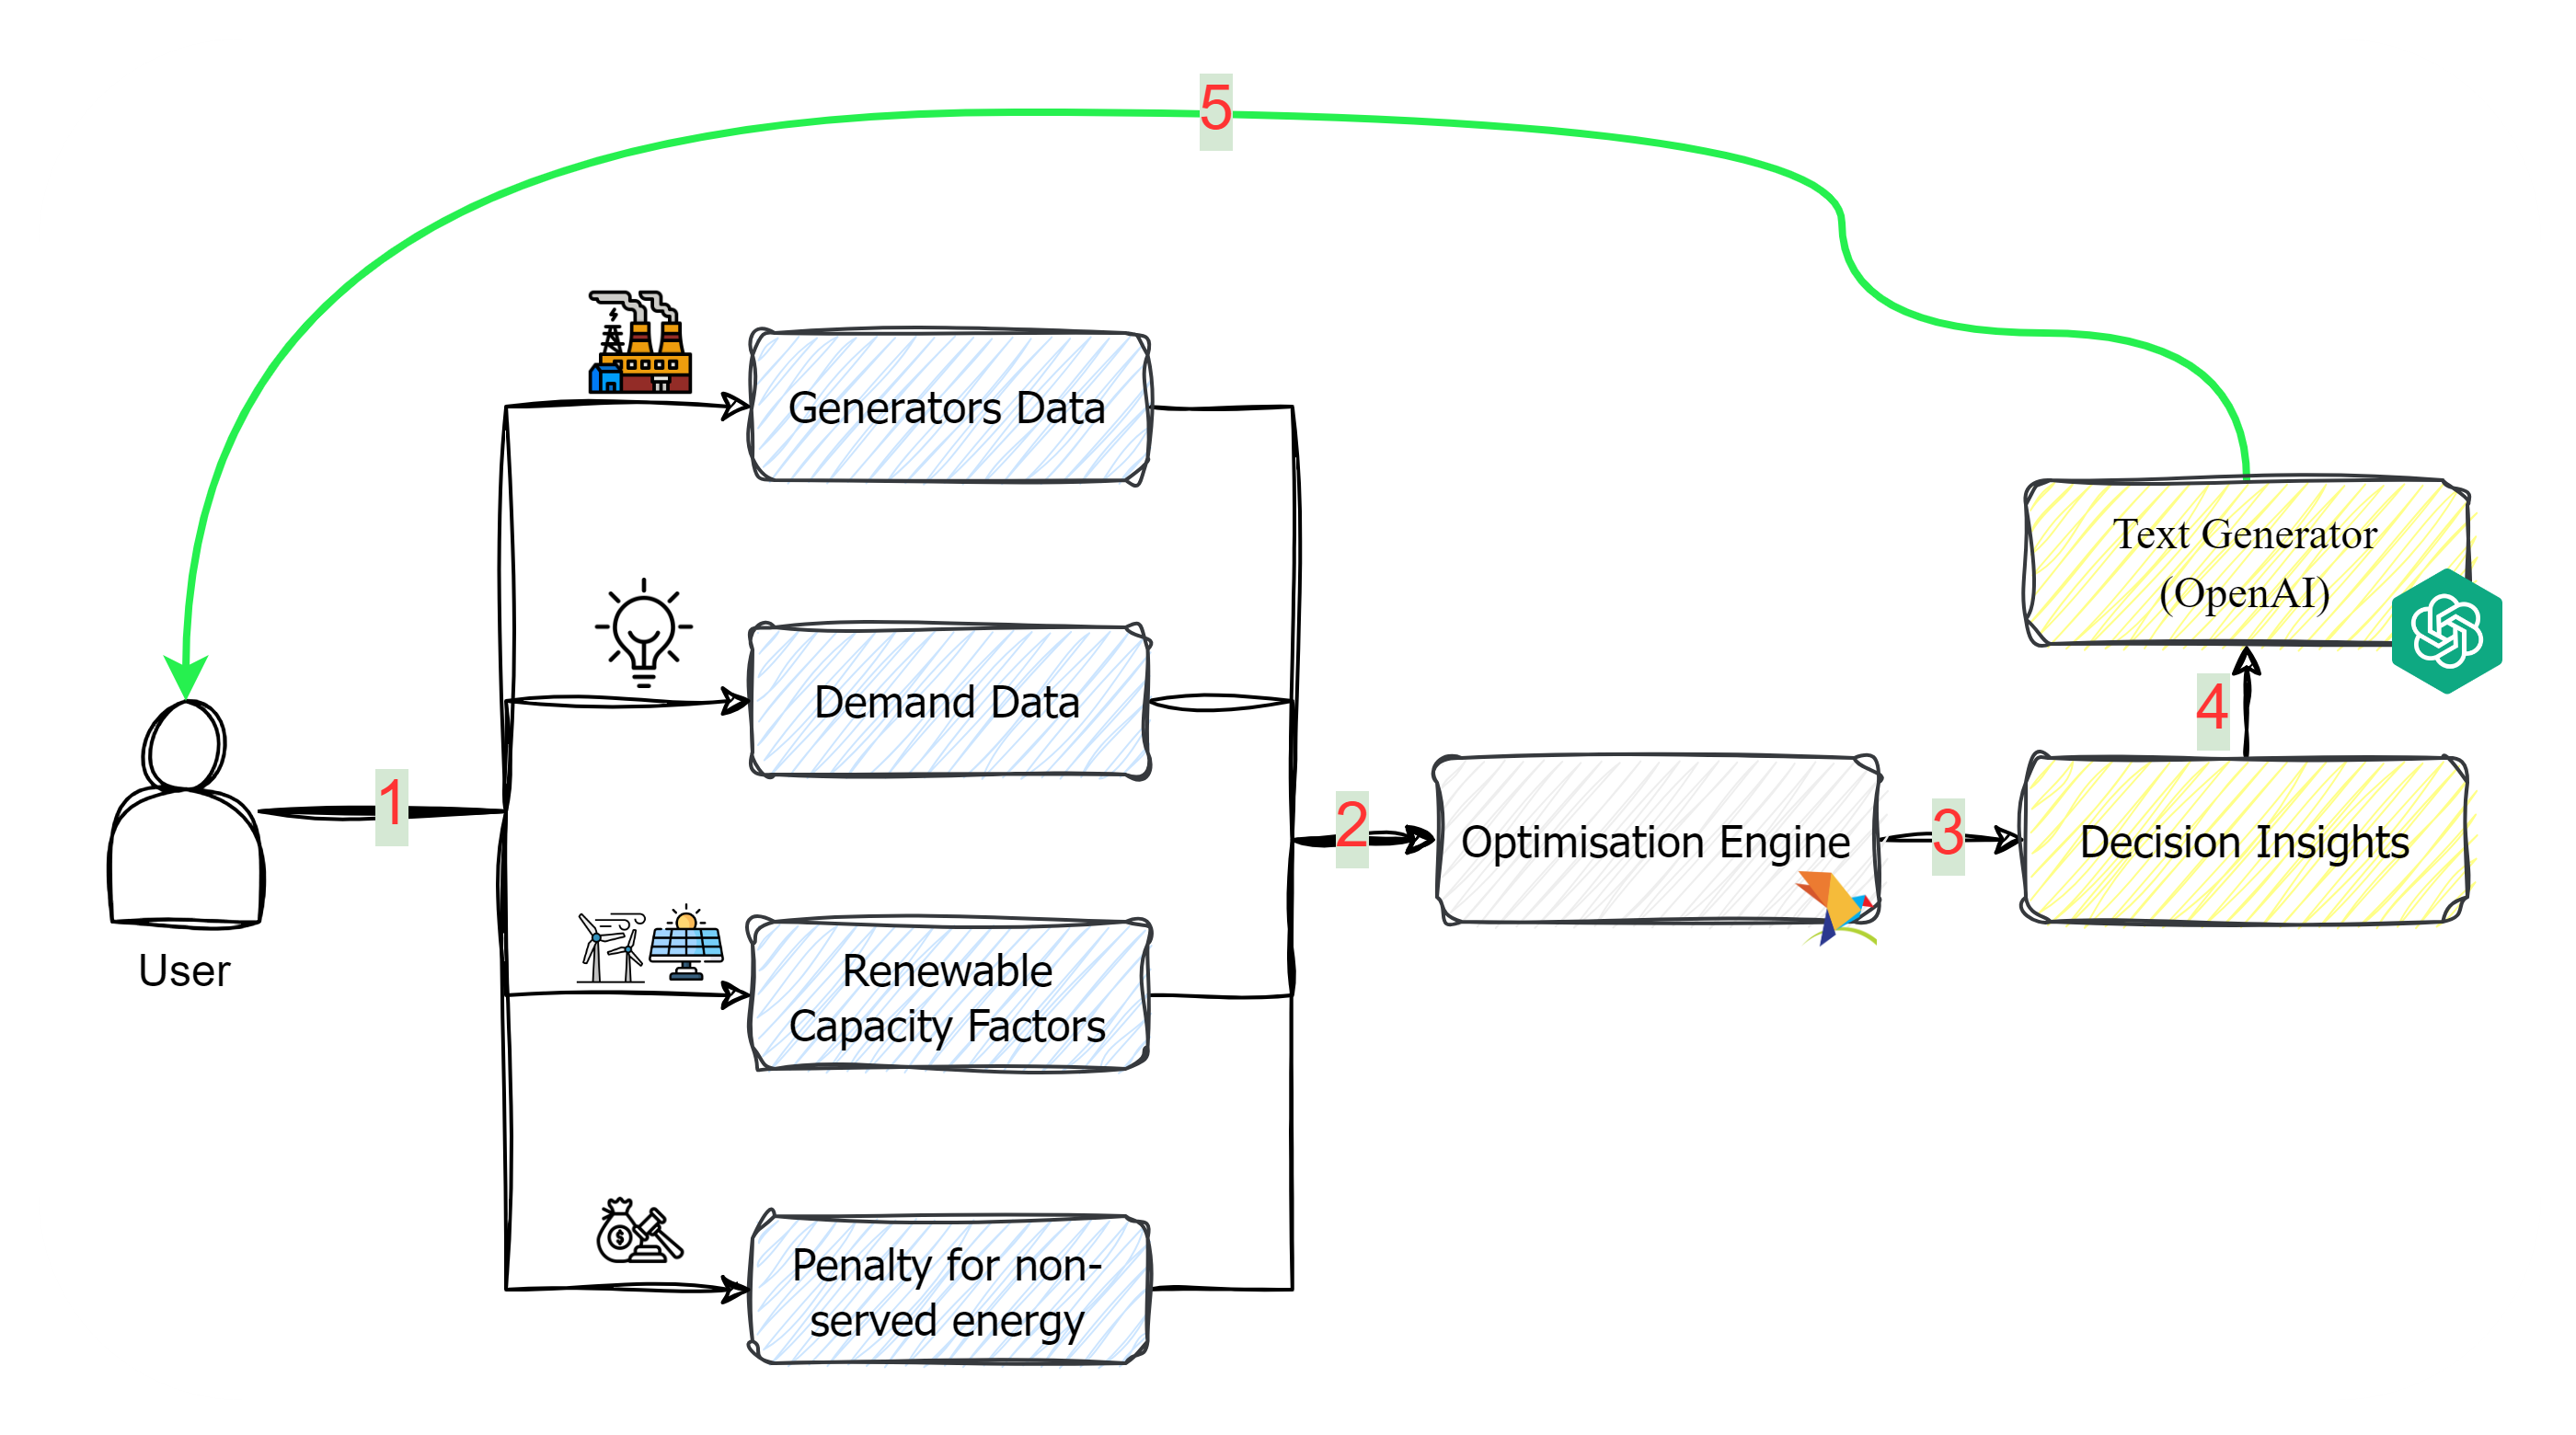 5
Generators Data
Text Generator
(OpenAI)
Demand Data
4
1
2
Optimisation Engine
3
Decision Insights
User
Renewable
Capacity Factors
Penalty for non-
served energy